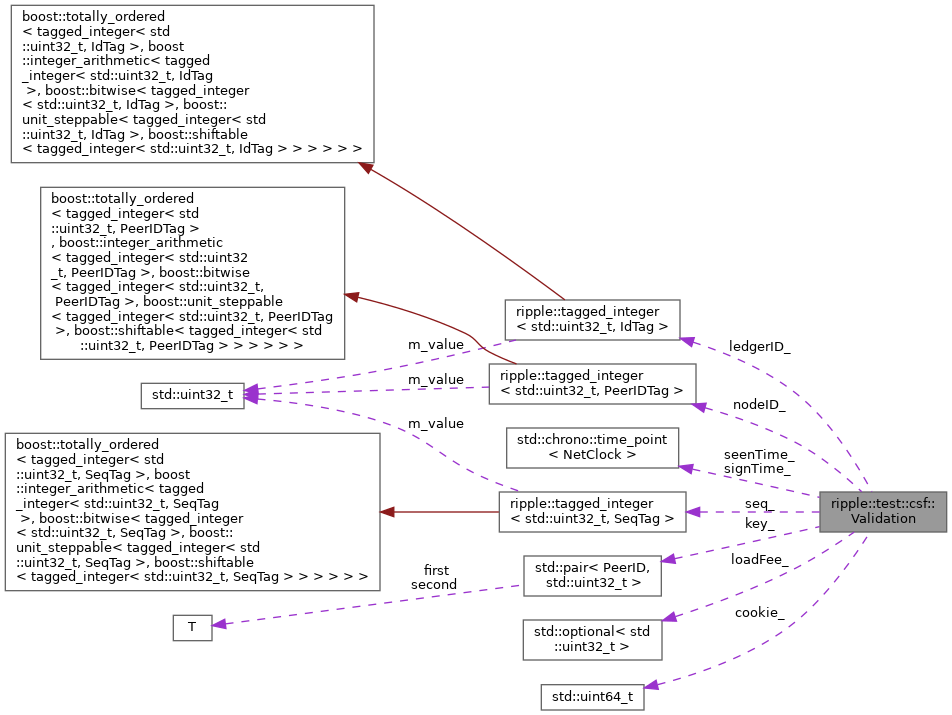 boost::totally_ordered
< tagged_integer< std
::uint32_t, IdTag >, boost
::integer_arithmetic< tagged
_integer< std::uint32_t, IdTag
 >, boost::bitwise< tagged_integer
< std::uint32_t, IdTag >, boost::
unit_steppable< tagged_integer< std
::uint32_t, IdTag >, boost::shiftable
< tagged_integer< std::uint32_t, IdTag > > > > > >
boost::totally_ordered
< tagged_integer< std
::uint32_t, PeerIDTag >
, boost::integer_arithmetic
< tagged_integer< std::uint32
_t, PeerIDTag >, boost::bitwise
< tagged_integer< std::uint32_t,
 PeerIDTag >, boost::unit_steppable
< tagged_integer< std::uint32_t, PeerIDTag
 >, boost::shiftable< tagged_integer< std
::uint32_t, PeerIDTag > > > > > >
std::uint32_t
boost::totally_ordered
< tagged_integer< std
::uint32_t, SeqTag >, boost
::integer_arithmetic< tagged
_integer< std::uint32_t, SeqTag
 >, boost::bitwise< tagged_integer
< std::uint32_t, SeqTag >, boost::
unit_steppable< tagged_integer< std
::uint32_t, SeqTag >, boost::shiftable
< tagged_integer< std::uint32_t, SeqTag > > > > > >
T
m_value
m_value
m_value
first
second
ripple::tagged_integer
< std::uint32_t, IdTag >
ripple::tagged_integer
< std::uint32_t, PeerIDTag >
std::chrono::time_point
< NetClock >
ripple::tagged_integer
< std::uint32_t, SeqTag >
std::pair< PeerID,
std::uint32_t >
std::optional< std
::uint32_t >
std::uint64_t
ledgerID_
nodeID_
seenTime_
signTime_
seq_
key_
loadFee_
cookie_
ripple::test::csf::
Validation